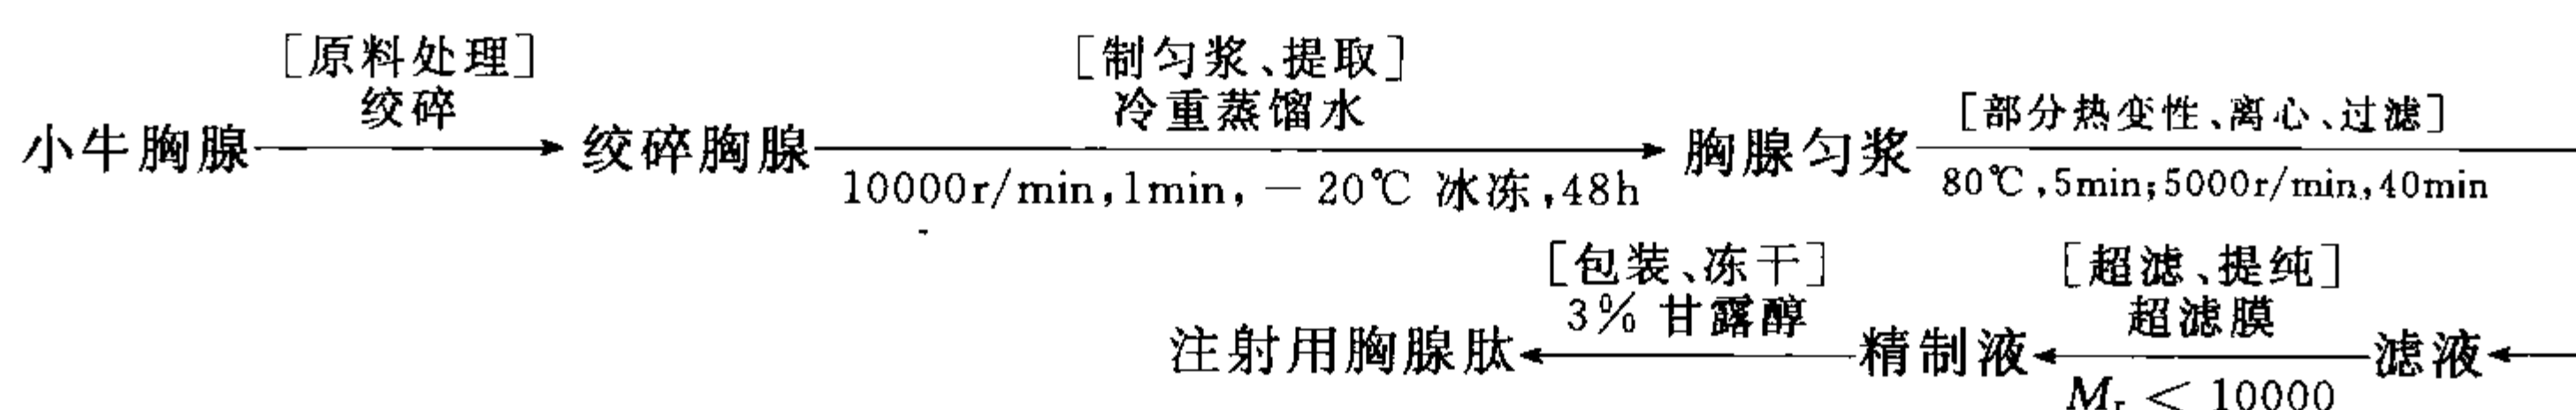 [原料处理]
绞碎
小牛胸腺
绞碎胸腺
[制匀浆、提取]
冷重蒸馏水
10000r/min,1min, -20℃ 冰冻,48h
胸腺匀浆
[部分热变性、离心、过滤]
80℃,5min;5000r/min,40min
滤液
[超滤、提纯]
超滤膜
Mr < 10000
精制液
[包装、冻干]
3% 甘露醇
注射用胸腺肽